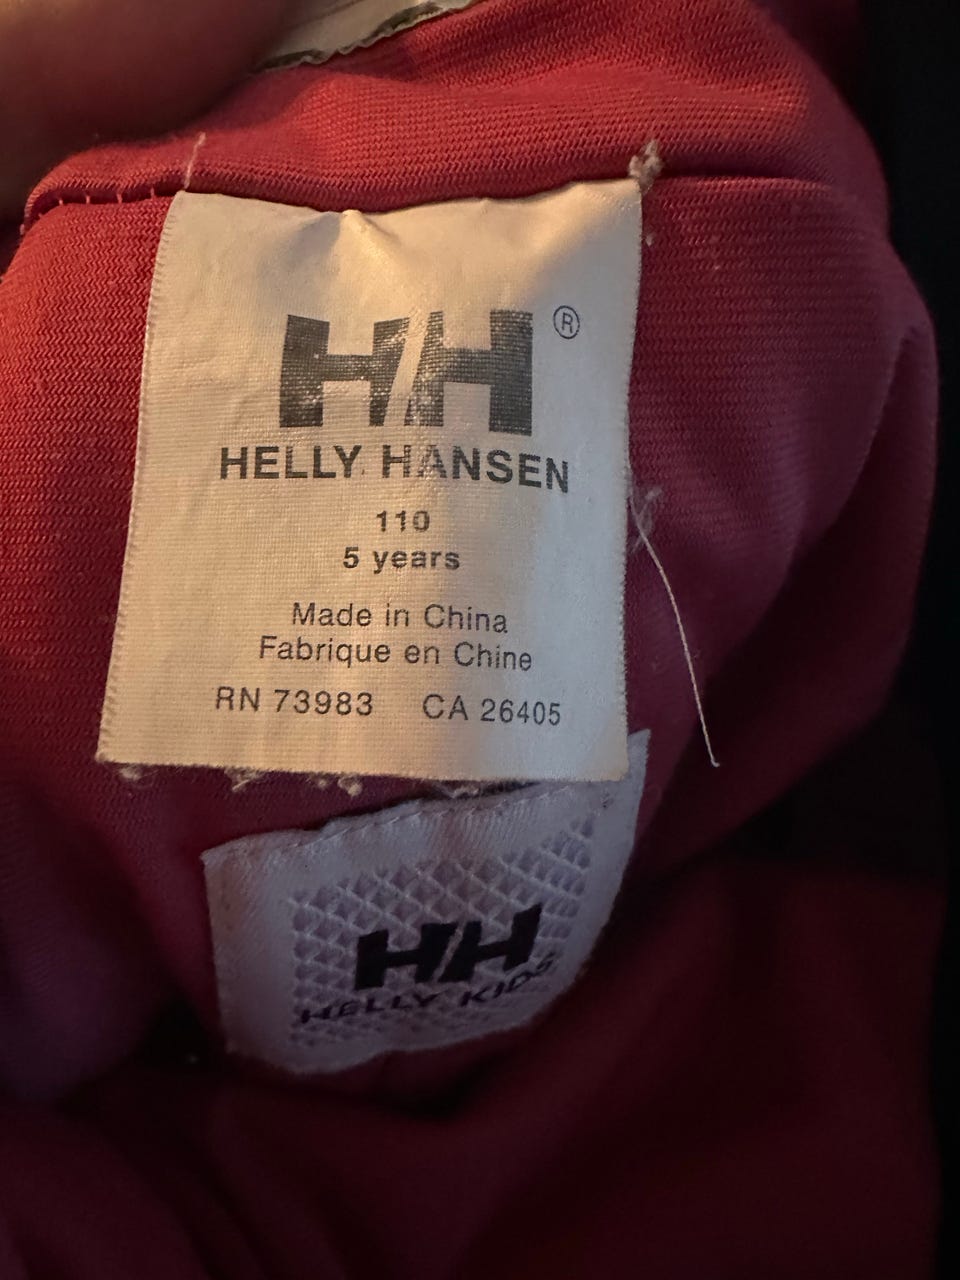 HH ®
HELLY HANSEN
110
5 years
Made in China
Fabrique en Chine
RN 73983 CA 26405
HH
HELLY KIDS